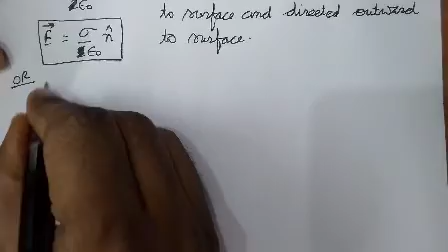 2ε₀
to surface and directed outward
E⃗ = σ/2ε₀ n̂
to surface.
OR